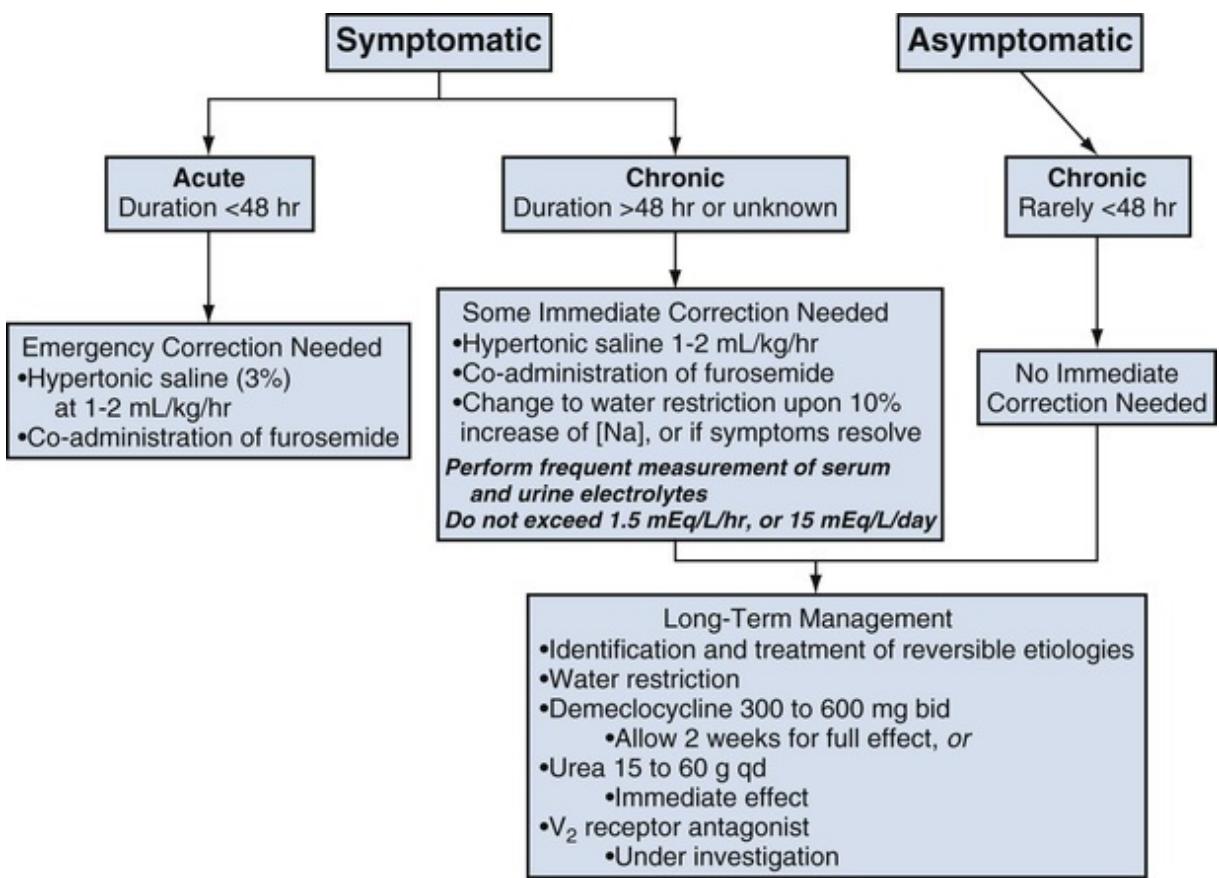 Symptomatic
Asymptomatic
Acute
Duration <48 hr
Chronic
Duration >48 hr or unknown
Chronic
Rarely <48 hr
Emergency Correction Needed
•Hypertonic saline (3%)
at 1-2 mL/kg/hr
•Co-administration of furosemide
Some Immediate Correction Needed
•Hypertonic saline 1-2 mL/kg/hr
•Co-administration of furosemide
•Change to water restriction upon 10%
increase of [Na], or if symptoms resolve
Perform frequent measurement of serum
and urine electrolytes
Do not exceed 1.5 mEq/L/hr, or 15 mEq/L/day
No Immediate
Correction Needed
Long-Term Management
•Identification and treatment of reversible etiologies
•Water restriction
•Demeclocycline 300 to 600 mg bid
•Allow 2 weeks for full effect, or
•Urea 15 to 60 g qd
•Immediate effect
•V₂ receptor antagonist
•Under investigation